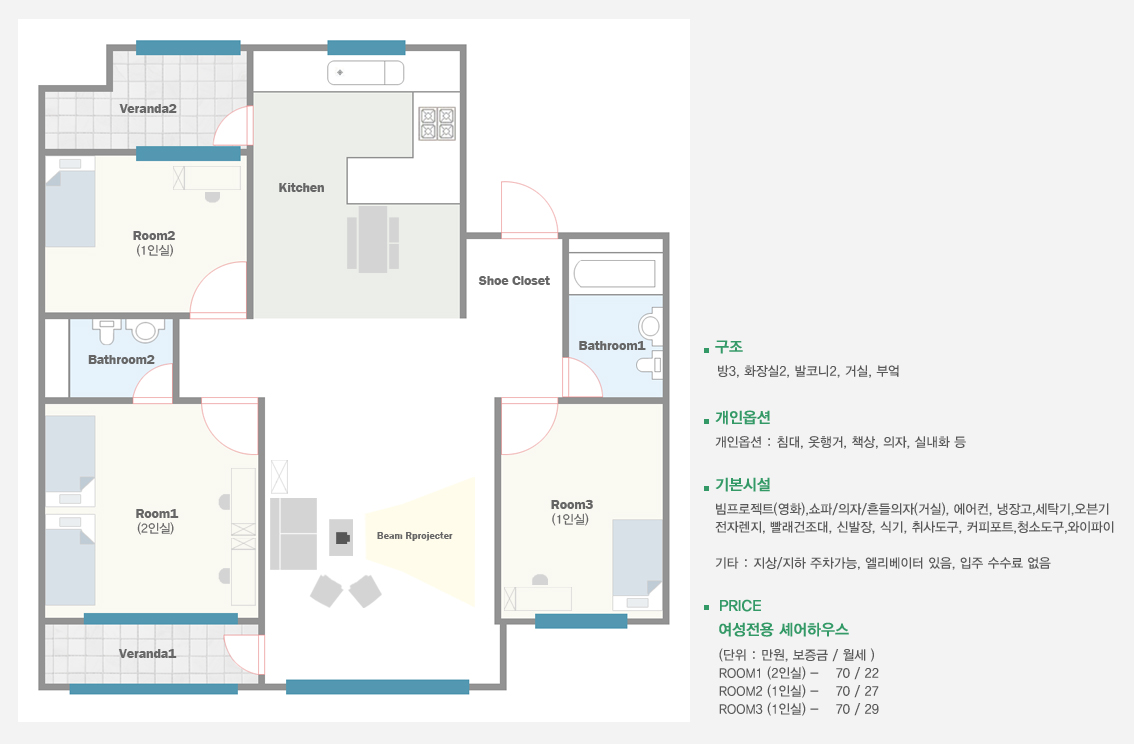 Veranda2
Kitchen
Room2
(1인실)
Shoe Closet
Bathroom2
Bathroom1
Room1
(2인실)
Room3
(1인실)
Beam Rprojecter
Veranda1
구조
방3, 화장실2, 발코니2, 거실, 부엌
개인옵션
개인옵션 : 침대, 옷행거, 책상, 의자, 실내화 등
기본시설
빔프로젝트(영화),쇼파/의자/흔들의자(거실), 에어컨, 냉장고,세탁기,오븐기
전자렌지, 빨래건조대, 신발장, 식기, 취사도구, 커피포트,청소도구,와이파이
기타 : 지상/지하 주차가능, 엘리베이터 있음, 입주 수수료 없음
PRICE
여성전용 셰어하우스
(단위 : 만원, 보증금 / 월세 )
ROOM1 (2인실) – 70 / 22
ROOM2 (1인실) – 70 / 27
ROOM3 (1인실) – 70 / 29